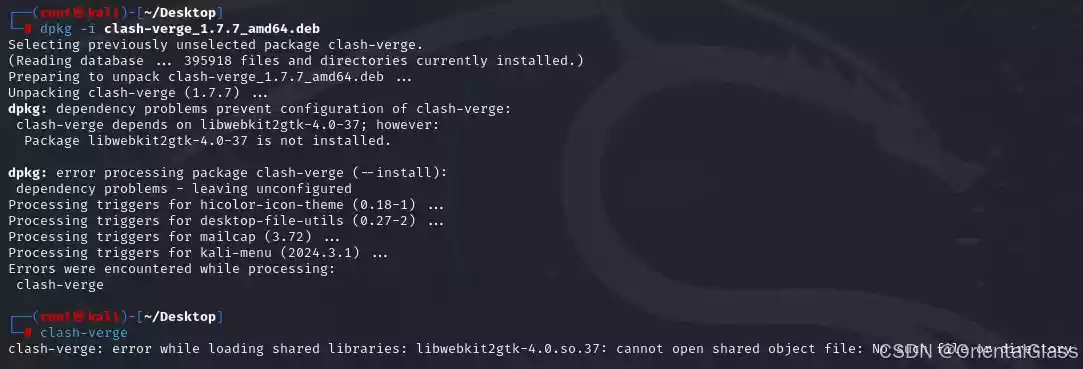 ┌──(root㉿kali)-[~/Desktop]
└─# dpkg -i clash-verge_1.7.7_amd64.deb
Selecting previously unselected package clash-verge.
(Reading database ... 395918 files and directories currently installed.)
Preparing to unpack clash-verge_1.7.7_amd64.deb ...
Unpacking clash-verge (1.7.7) ...
dpkg: dependency problems prevent configuration of clash-verge:
 clash-verge depends on libwebkit2gtk-4.0-37; however:
  Package libwebkit2gtk-4.0-37 is not installed.

dpkg: error processing package clash-verge (--install):
 dependency problems - leaving unconfigured
Processing triggers for hicolor-icon-theme (0.18-1) ...
Processing triggers for desktop-file-utils (0.27-2) ...
Processing triggers for mailcap (3.72) ...
Processing triggers for kali-menu (2024.3.1) ...
Errors were encountered while processing:
 clash-verge

┌──(root㉿kali)-[~/Desktop]
└─# clash-verge
clash-verge: error while loading shared libraries: libwebkit2gtk-4.0.so.37: cannot open shared object file: No such file or directory
CSDN @OrientalGlass